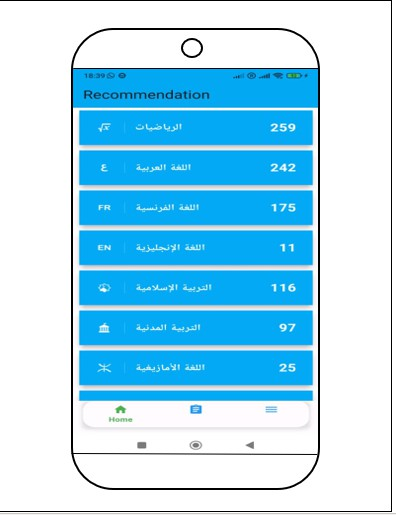 18:39
Recommendation
√x الرياضيات 259
ع اللغة العربية 242
FR اللغة الفرنسية 175
EN اللغة الإنجليزية 11
التربية الإسلامية 116
التربية المدنية 97
اللغة الأمازيغية 25
Home